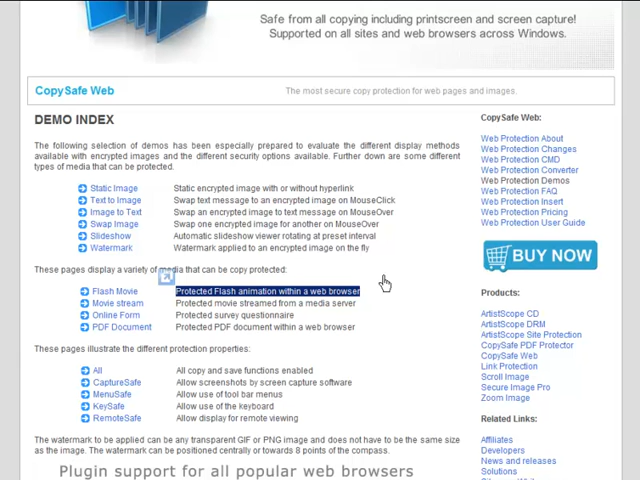 Safe from all copying including printscreen and screen capture!
Supported on all sites and web browsers across Windows.
CopySafe Web
The most secure copy protection for web pages and images.
DEMO INDEX
The following selection of demos has been especially prepared to evaluate the different display methods
available with encrypted images and the different security options available. Further down are some different
types of media that can be protected.
Static Image Static encrypted image with or without hyperlink
Text to Image Swap text message to an encrypted image on MouseClick
Image to Text Swap an encrypted image to text message on MouseOver
Swap Image Swap one encrypted image for another on MouseOver
Slideshow Automatic slideshow viewer rotating at preset interval
Watermark Watermark applied to an encrypted image on the fly
These pages display a variety of media that can be copy protected:
Flash Movie Protected Flash animation within a web browser
Movie stream Protected movie streamed from a media server
Online Form Protected survey questionnaire
PDF Document Protected PDF document within a web browser
These pages illustrate the different protection properties:
All All copy and save functions enabled
CaptureSafe Allow screenshots by screen capture software
MenuSafe Allow use of tool bar menus
KeySafe Allow use of the keyboard
RemoteSafe Allow display for remote viewing
The watermark to be applied can be any transparent GIF or PNG image and does not have to be the same size
as the image. The watermark can be positioned centrally or towards 8 points of the compass.
Plugin support for all popular web browsers
CopySafe Web:
Web Protection About
Web Protection Changes
Web Protection CMD
Web Protection Converter
Web Protection Demos
Web Protection FAQ
Web Protection Insert
Web Protection Pricing
Web Protection User Guide
BUY NOW
Products:
ArtistScope CD
ArtistScope DRM
ArtistScope Site Protection
CopySafe PDF Protector
CopySafe Web
Link Protection
Scroll Image
Secure Image Pro
Zoom Image
Related Links:
Affiliates
Developers
News and releases
Solutions